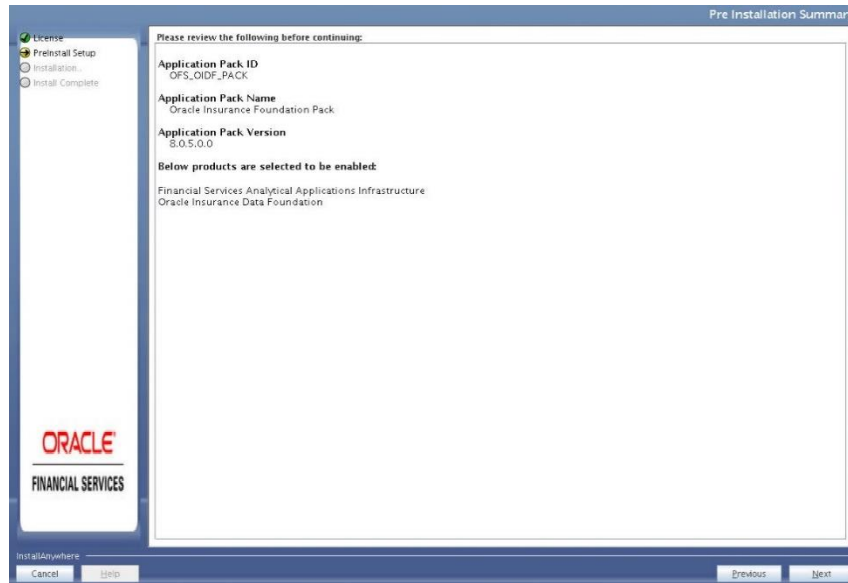 Pre Installation Summar
License
PreInstall Setup
Installation..
Install Complete
Please review the following before continuing:
Application Pack ID
OFS_OIDF_PACK
Application Pack Name
Oracle Insurance Foundation Pack
Application Pack Version
8.0.5.0.0
Below products are selected to be enabled:
Financial Services Analytical Applications Infrastructure
Oracle Insurance Data Foundation
ORACLE
FINANCIAL SERVICES
InstallAnywhere
Cancel Help Previous Next